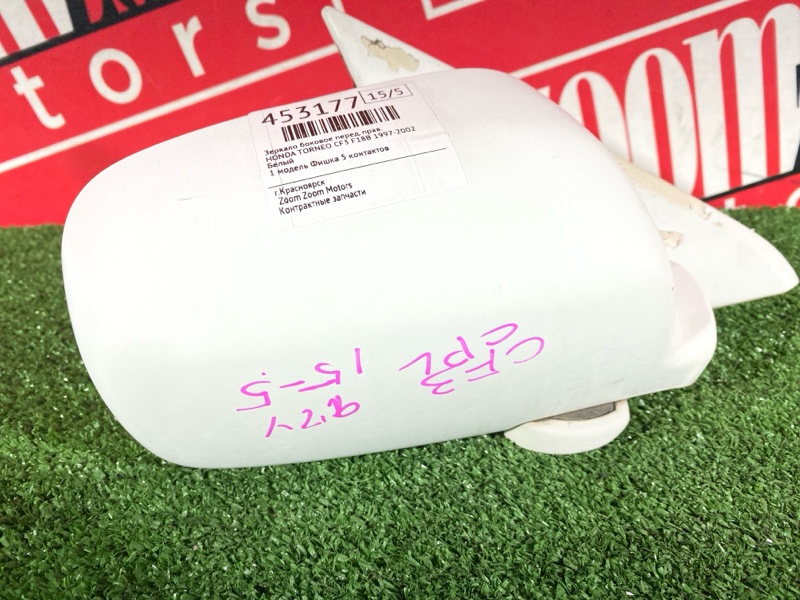 tors
zoom
453177 15/5
Зеркало боковое перед.прав.
HONDA TORNEO CF3 F18B 1997-2002
Белый
1 модель Фишка 5 контактов
г.Красноярск
Zoom Zoom Motors
Контрактные запчасти
CF3
15-5